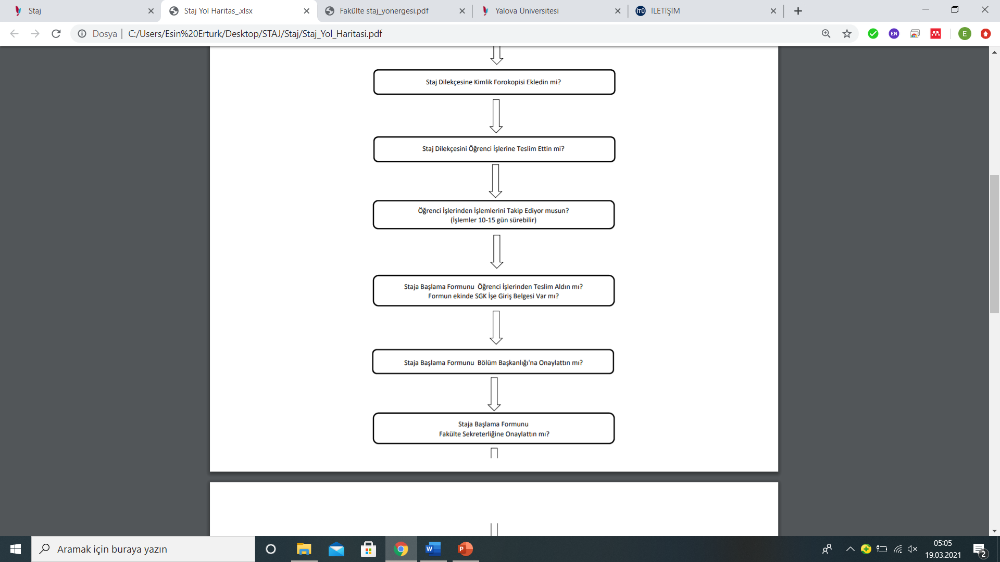 Staj
Staj Yol Haritas_.xlsx
Fakülte staj_yonergesi.pdf
Yalova Üniversitesi
İTÜ
İLETİŞİM
Dosya
C:/Users/Esin%20Erturk/Desktop/STAJ/Staj/Staj_Yol_Haritasi.pdf
EN
E
Staj Dilekçesine Kimlik Forokopisi Ekledin mi?
Staj Dilekçesini Öğrenci İşlerine Teslim Ettin mi?
Öğrenci İşlerinden İşlemlerini Takip Ediyor musun?
(İşlemler 10-15 gün sürebilir)
Staja Başlama Formunu  Öğrenci İşlerinden Teslim Aldın mı?
Formun ekinde SGK İşe Giriş Belgesi Var mı?
Staja Başlama Formunu  Bölüm Başkanlığı'na Onaylattın mı?
Staja Başlama Formunu
Fakülte Sekreterliğine Onaylattın mı?
Aramak için buraya yazın
W
P
05:05
19.03.2021
2